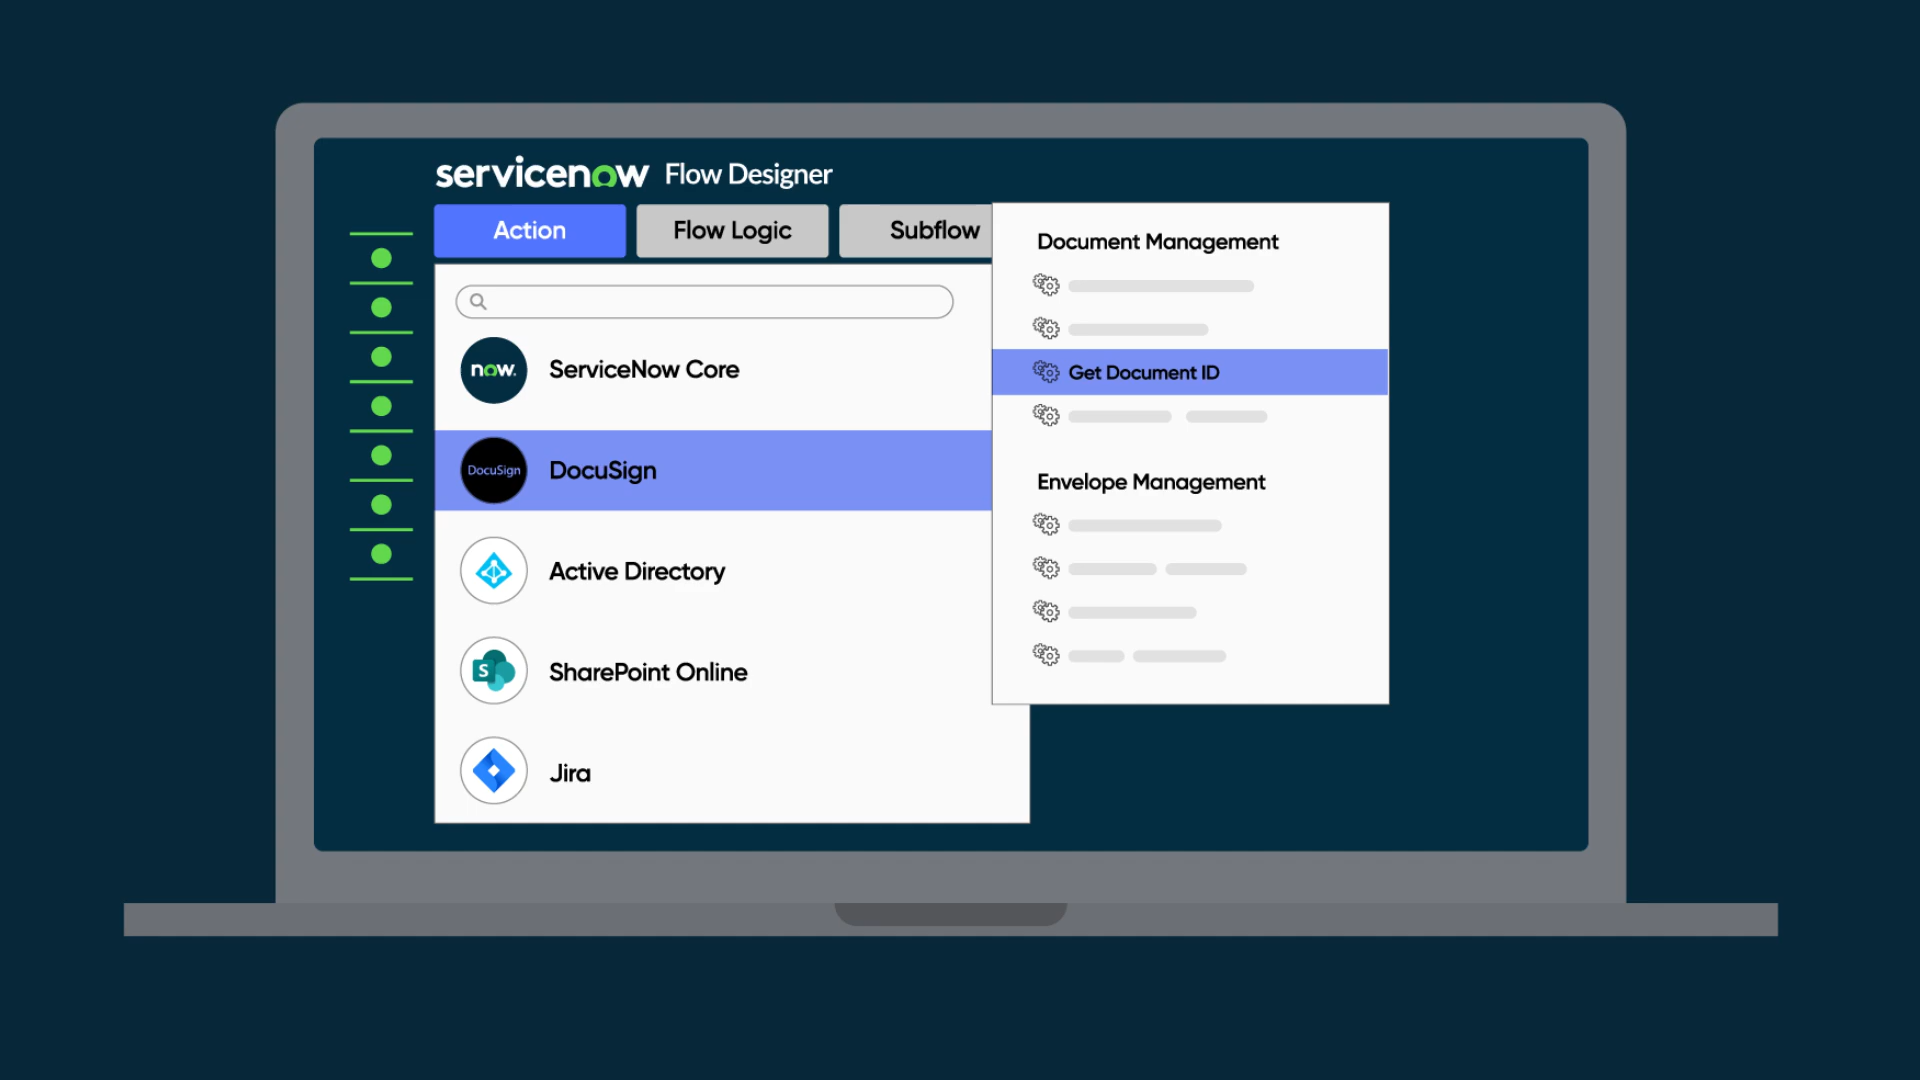 servicenow Flow Designer
Action Flow Logic Subflow
now. ServiceNow Core
DocuSign DocuSign
Active Directory
S SharePoint Online
Jira
Document Management
Get Document ID
Envelope Management